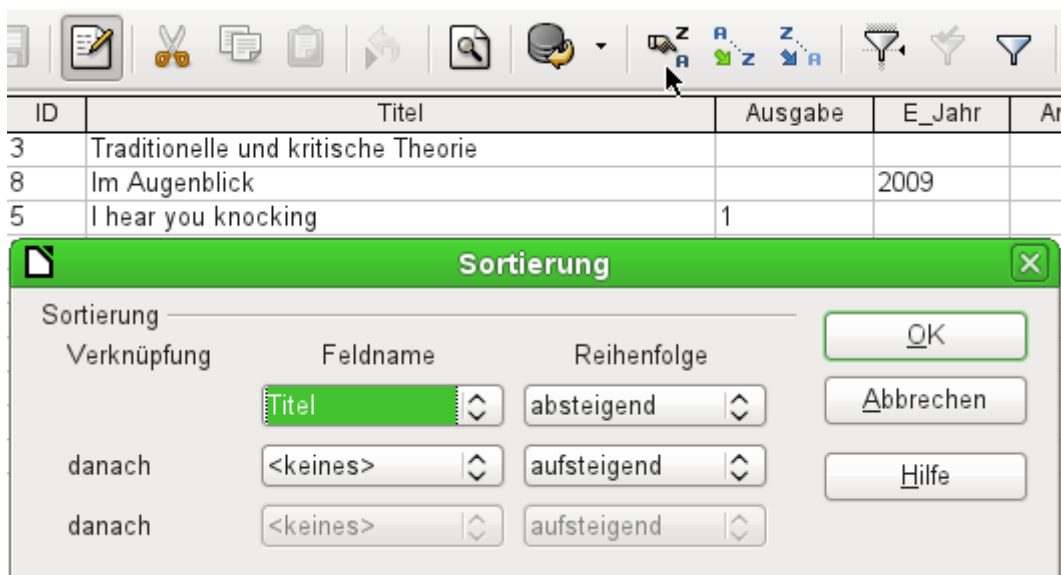 Z
A
A
Z
Z
A
ID Titel Ausgabe E_Jahr
3 Traditionelle und kritische Theorie
8 Im Augenblick 2009
5 I hear you knocking 1
Sortierung
Sortierung
Verknüpfung Feldname Reihenfolge
Titel absteigend
danach <keines> aufsteigend
danach <keines> aufsteigend
OK
Abbrechen
Hilfe